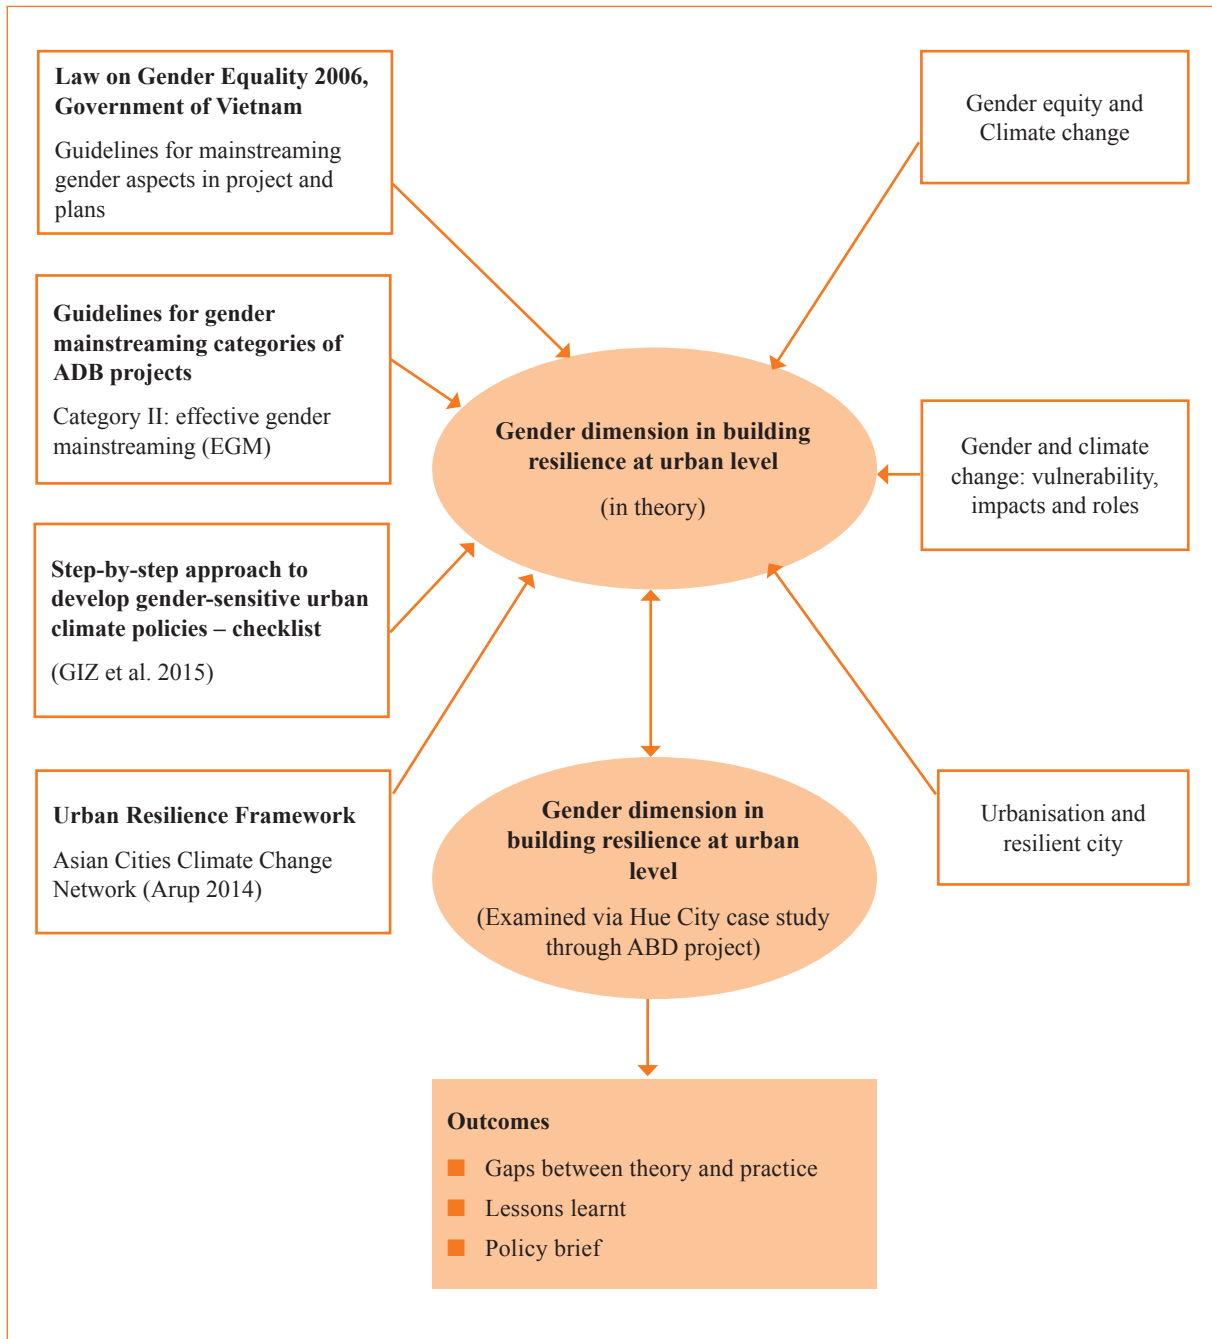 Law on Gender Equality 2006,
Government of Vietnam
Guidelines for mainstreaming
gender aspects in project and
plans
Guidelines for gender
mainstreaming categories of
ADB projects
Category II: effective gender
mainstreaming (EGM)
Step-by-step approach to
develop gender-sensitive urban
climate policies – checklist
(GIZ et al. 2015)
Urban Resilience Framework
Asian Cities Climate Change
Network (Arup 2014)
Gender equity and
Climate change
Gender and climate
change: vulnerability,
impacts and roles
Urbanisation and
resilient city
Gender dimension in building
resilience at urban level
(in theory)
Gender dimension in
building resilience at urban
level
(Examined via Hue City case study
through ABD project)
Outcomes
Gaps between theory and practice
Lessons learnt
Policy brief